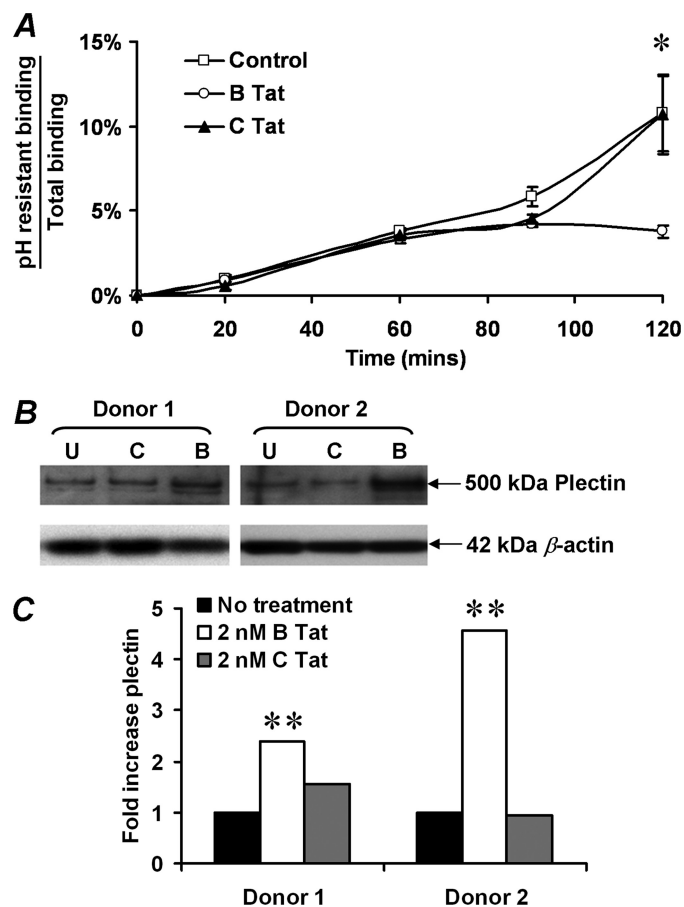 A
pH resistant binding
Total binding
15%
10%
5%
0%
Control
B Tat
C Tat
*
0
20
40
60
80
100
120
Time (mins)
B
Donor 1
Donor 2
U
C
B
U
C
B
500 kDa Plectin
42 kDa β-actin
C
Fold increase plectin
5
4
3
2
1
0
No treatment
2 nM B Tat
2 nM C Tat
**
**
Donor 1
Donor 2